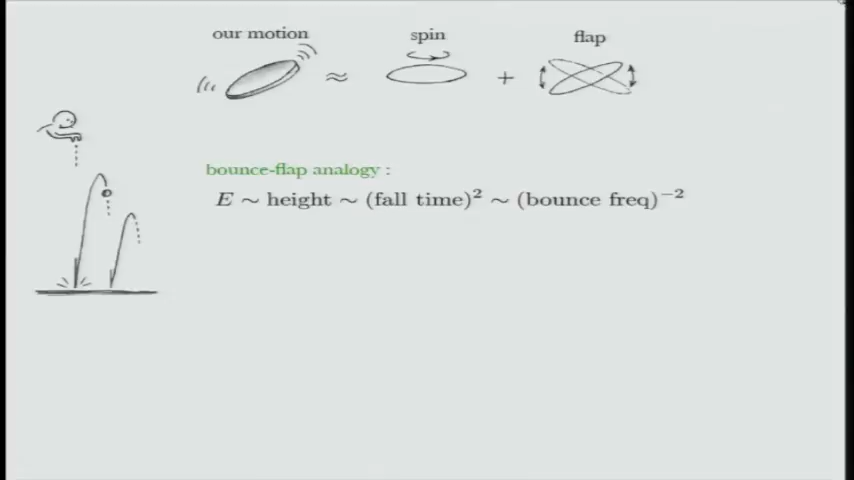 our motion spin flap
≈ +
bounce-flap analogy :
E ∼ height ∼ (fall time)² ∼ (bounce freq)⁻²